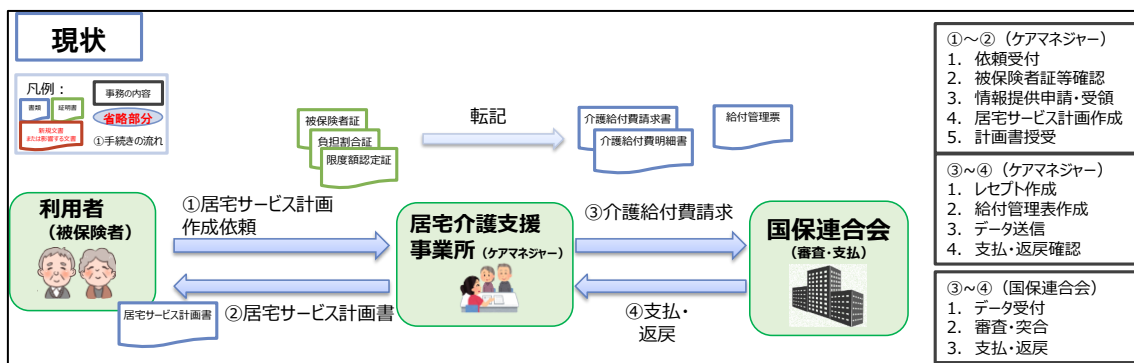 現状
凡例：
書類
証明書
事務の内容
省略部分
新規文書
または影響する文書
①手続きの流れ
被保険者証
負担割合証
限度額認定証
転記
介護給付費請求書
介護給付費明細書
給付管理票
利用者
（被保険者）
①居宅サービス計画
作成依頼
居宅介護支援
事業所（ケアマネジャー）
③介護給付費請求
国保連合会
（審査・支払）
居宅サービス計画書
②居宅サービス計画書
④支払・
返戻
①～②（ケアマネジャー）
1. 依頼受付
2. 被保険者証等確認
3. 情報提供申請・受領
4. 居宅サービス計画作成
5. 計画書授受
③～④（ケアマネジャー）
1. レセプト作成
2. 給付管理表作成
3. データ送信
4. 支払・返戻確認
③～④（国保連合会）
1. データ受付
2. 審査・突合
3. 支払・返戻